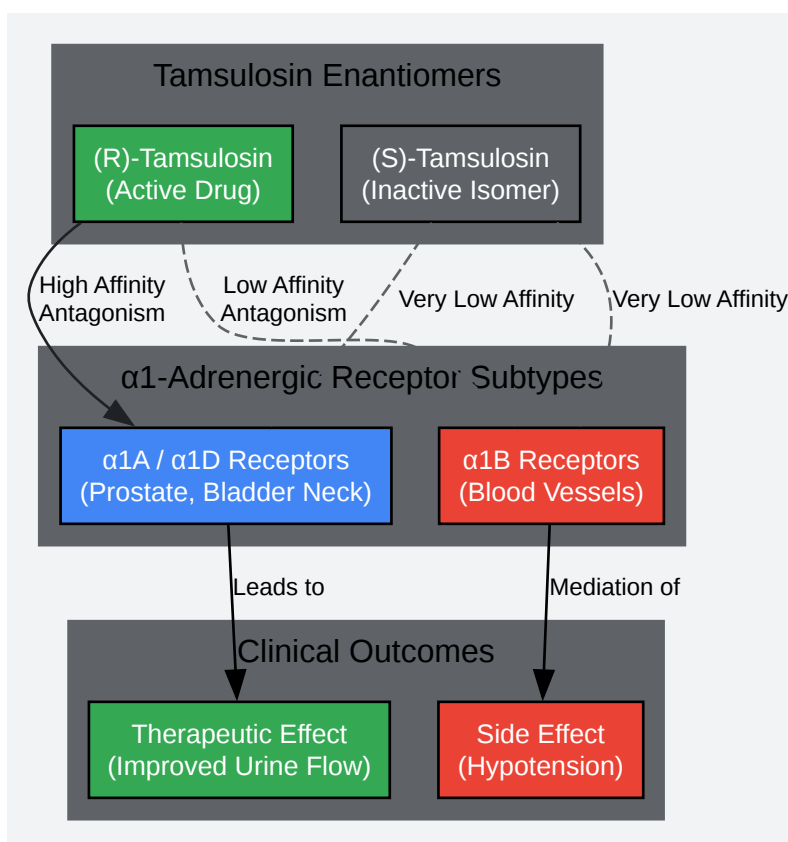 Tamsulosin Enantiomers
(R)-Tamsulosin
(Active Drug)
(S)-Tamsulosin
(Inactive Isomer)
High Affinity
Antagonism
Low Affinity
Antagonism
Very Low Affinity
Very Low Affinity
α1-Adrenergic Receptor Subtypes
α1A / α1D Receptors
(Prostate, Bladder Neck)
α1B Receptors
(Blood Vessels)
Leads to
Mediation of
Clinical Outcomes
Therapeutic Effect
(Improved Urine Flow)
Side Effect
(Hypotension)